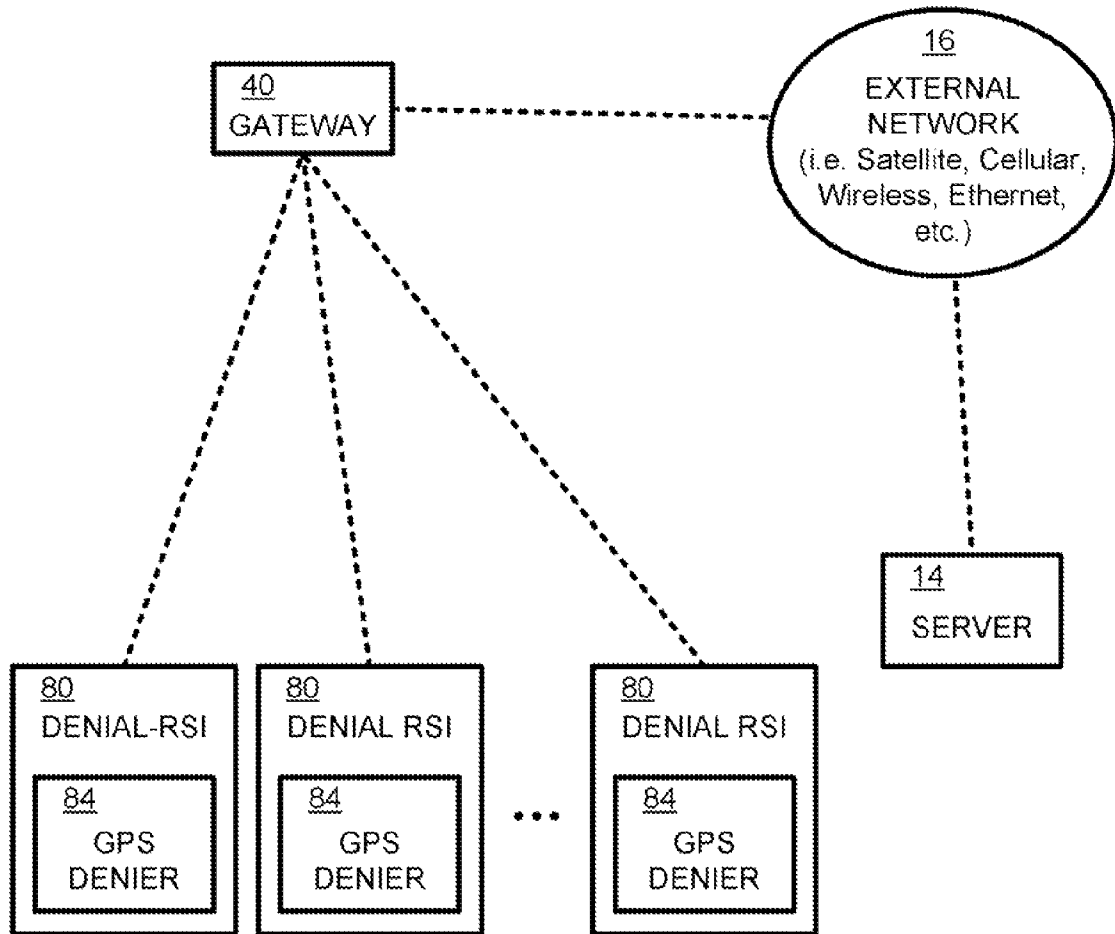 40
GATEWAY
16
EXTERNAL
NETWORK
(i.e. Satellite, Cellular,
Wireless, Ethernet,
etc.)
14
SERVER
80
DENIAL-RSI
84
GPS
DENIER
80
DENIAL RSI
84
GPS
DENIER
...
80
DENIAL RSI
84
GPS
DENIER